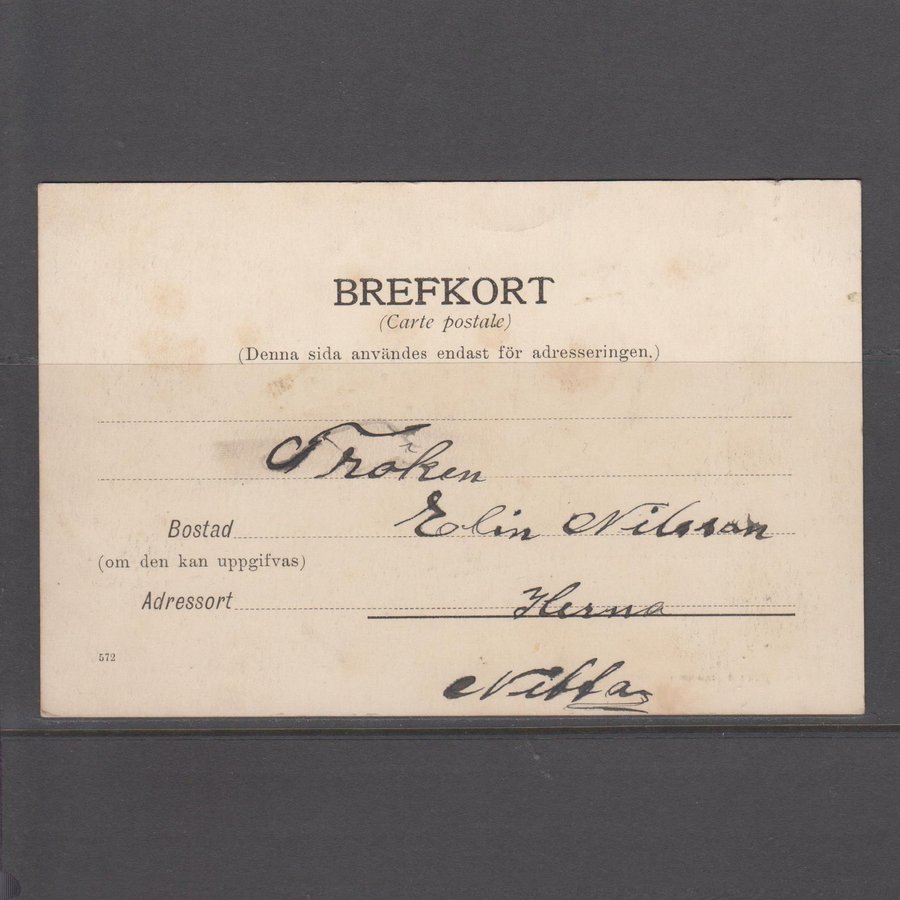 BREFKORT
(Carte postale)
(Denna sida användes endast för adresseringen.)
Fröken
Bostad Elin Nilsson
(om den kan uppgifvas)
Adressort Herna
572
Nitta